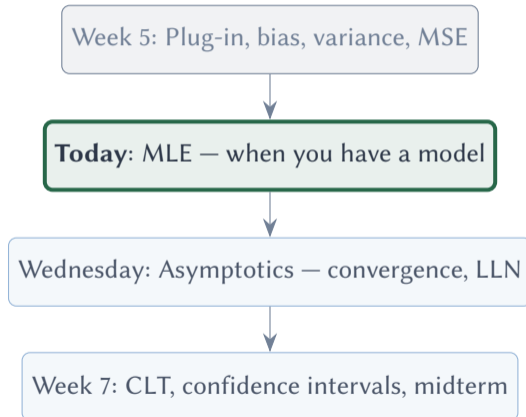 Week 5: Plug-in, bias, variance, MSE
Today: MLE — when you have a model
Wednesday: Asymptotics — convergence, LLN
Week 7: CLT, confidence intervals, midterm